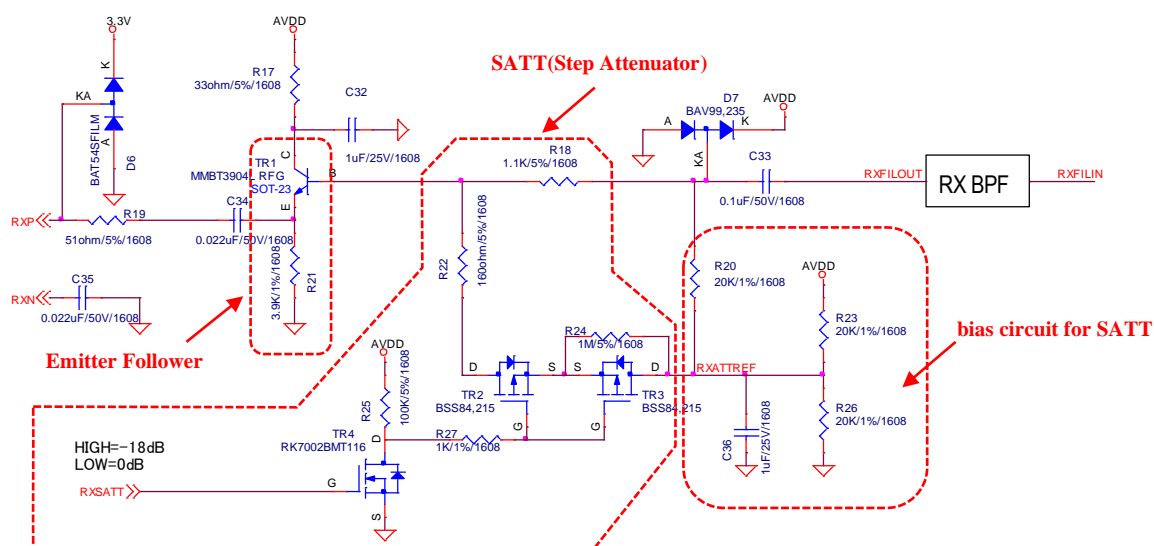 3.3V
K
KA
BAT54SFILM
A
D6
AVDD
R17
33ohm/5%/1608
C32
1uF/25V/1608
SATT(Step Attenuator)
D7
BAV99,235
AVDD
A
K
KA
R18
1.1K/5%/1608
C
TR1
MMBT3904_RFG
SOT-23
B
E
C33
0.1uF/50V/1608
RXFILOUT
RX BPF
RXFILIN
RXP
R19
51ohm/5%/1608
C34
0.022uF/50V/1608
3.9K/1%/1608
R21
R22
160ohm/5%/1608
RXN
C35
0.022uF/50V/1608
Emitter Follower
R20
20K/1%/1608
AVDD
R23
20K/1%/1608
bias circuit for SATT
R24
1M/5%/1608
D
S
S
D
RXATTREF
TR2
BSS84,215
TR3
BSS84,215
G
G
AVDD
R25
100K/5%/1608
R27
1K/1%/1608
C36
1uF/25V/1608
R26
20K/1%/1608
TR4
RK7002BMT116
D
G
S
HIGH=-18dB
LOW=0dB
RXSATT